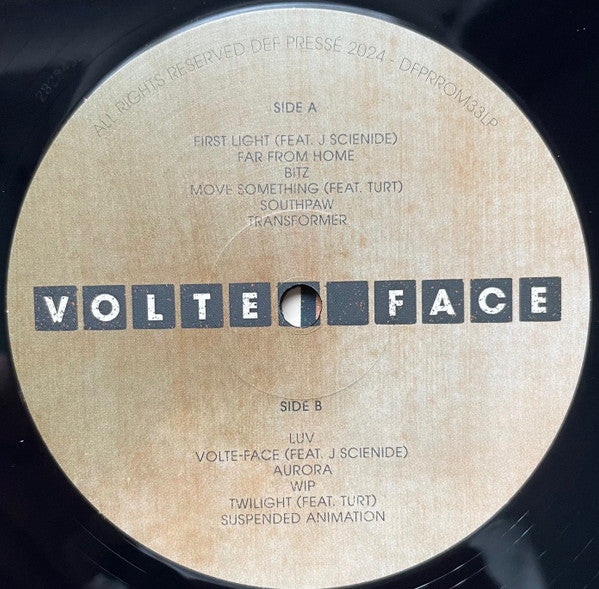 ALL RIGHTS RESERVED DEF PRESSÉ 2024 - DFPRROM33LP
SIDE A
FIRST LIGHT (FEAT. J SCIENIDE)
FAR FROM HOME
BITZ
MOVE SOMETHING (FEAT. TURT)
SOUTHPAW
TRANSFORMER
VOLTE FACE
SIDE B
LUV
VOLTE-FACE (FEAT. J SCIENIDE)
AURORA
WIP
TWILIGHT (FEAT. TURT)
SUSPENDED ANIMATION